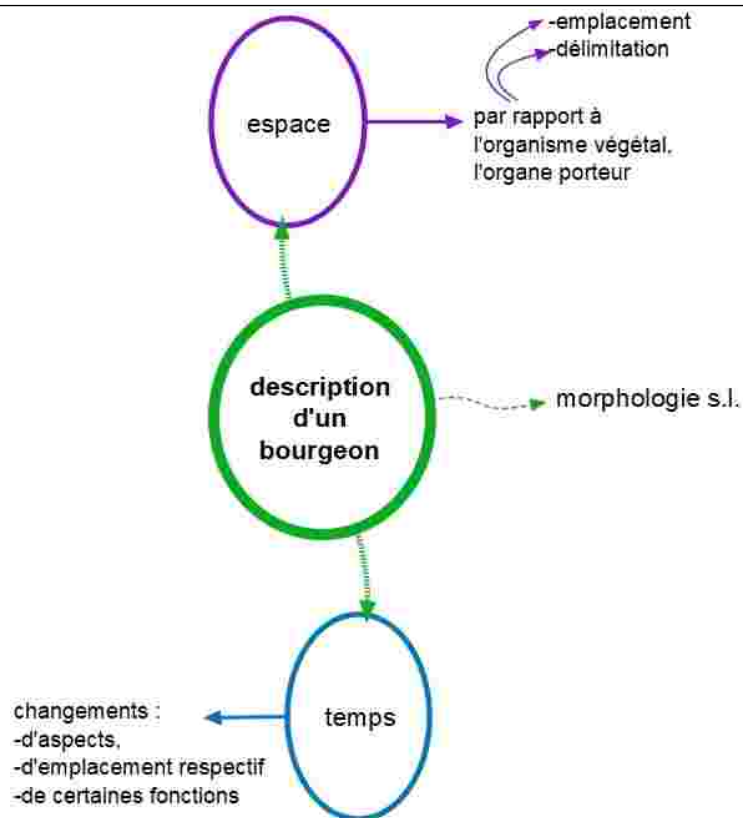 -emplacement
-délimitation
espace
par rapport à
l'organisme végétal,
l'organe porteur
description
d'un
bourgeon
morphologie s.l.
temps
changements :
-d'aspects,
-d'emplacement respectif
-de certaines fonctions